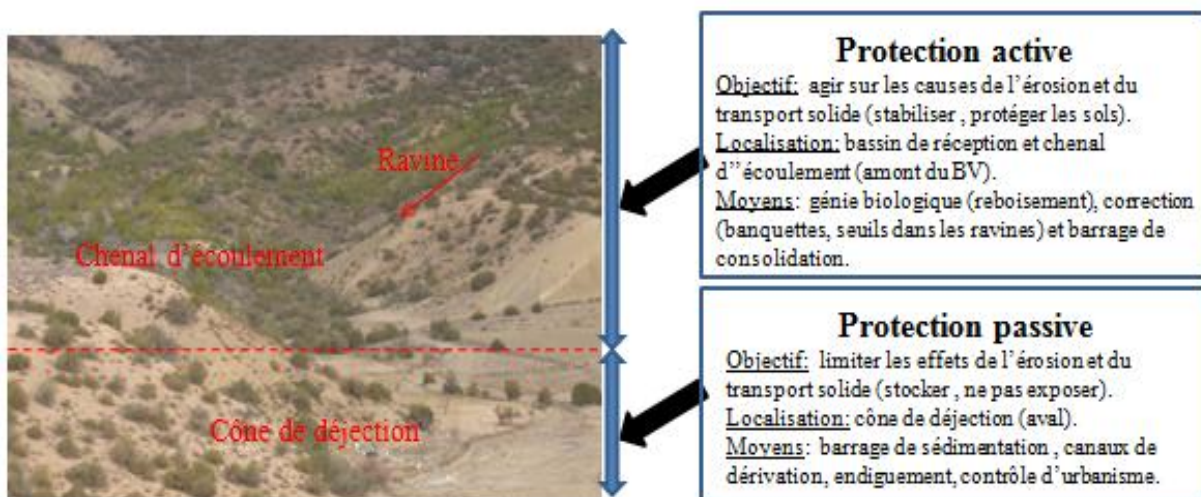 Ravine
Chenal d'écoulement
Cône de déjection
Protection active
Objectif: agir sur les causes de l'érosion et du
transport solide (stabiliser , protéger les sols).
Localisation: bassin de réception et chenal
d''écoulement (amont du BV).
Moyens: génie biologique (reboisement), correction
(banquettes, seuils dans les ravines) et barrage de
consolidation.
Protection passive
Objectif: limiter les effets de l'érosion et du
transport solide (stocker , ne pas exposer).
Localisation: cône de déjection (aval).
Moyens: barrage de sédimentation , canaux de
dérivation, endiguement, contrôle d'urbanisme.